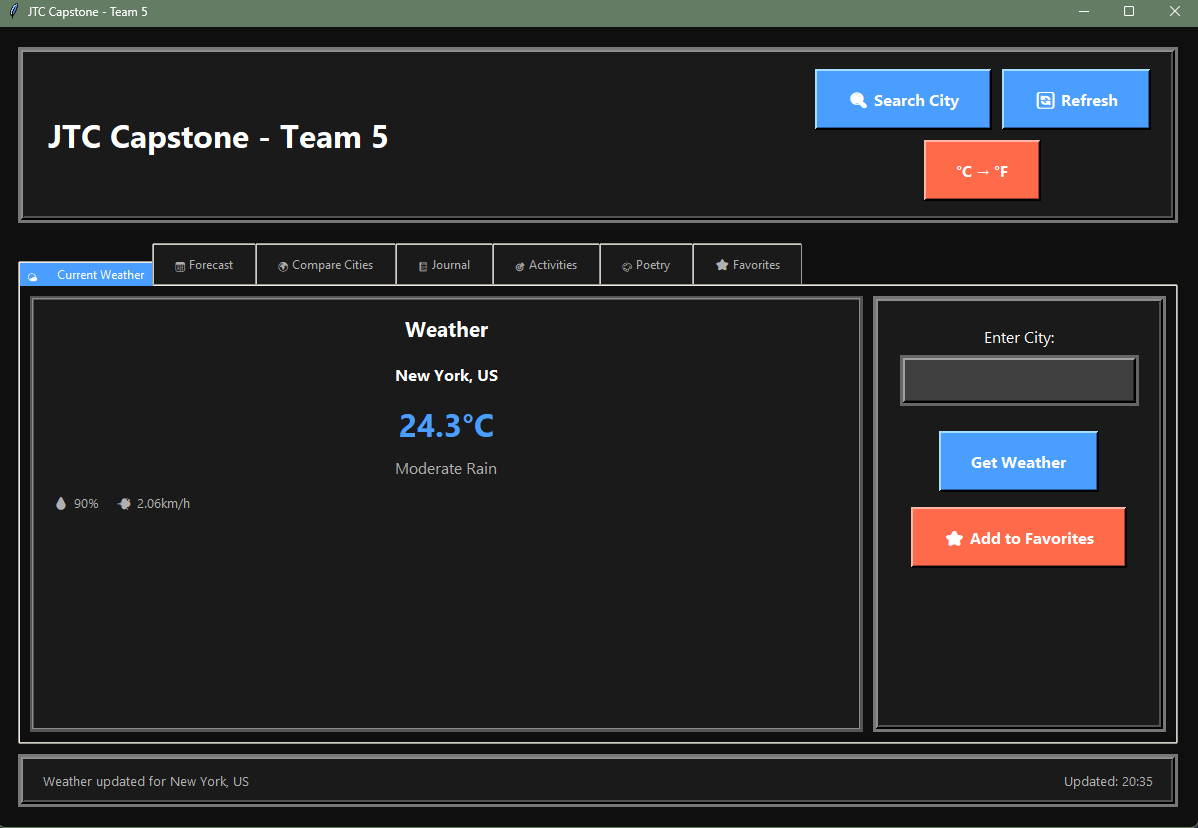 JTC Capstone - Team 5
JTC Capstone - Team 5
Search City
Refresh
°C → °F
Current Weather
Forecast
Compare Cities
Journal
Activities
Poetry
Favorites
Weather
New York, US
24.3°C
Moderate Rain
90%
2.06km/h
Enter City:
Get Weather
Add to Favorites
Weather updated for New York, US
Updated: 20:35